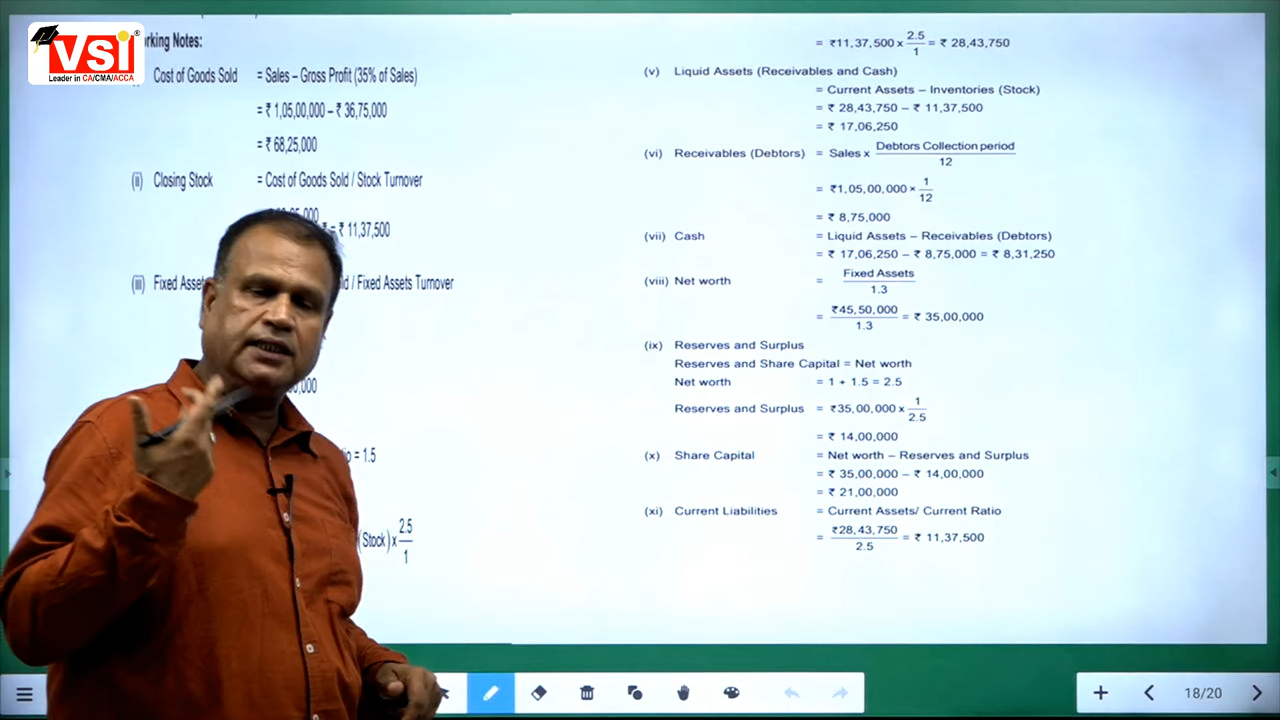 VSI
®
Leader in CA/CMA/ACCA
orking Notes:
Cost of Goods Sold = Sales – Gross Profit (35% of Sales)
= ₹ 1,05,00,000 – ₹ 36,75,000
= ₹ 68,25,000
(ii) Closing Stock = Cost of Goods Sold / Stock Turnover
= ₹ 11,37,500
(iii) Fixed Asset / Fixed Assets Turnover
= 1.5
(Stock) x 2.5/1
= ₹11,37,500 x 2.5/1 = ₹ 28,43,750
(v) Liquid Assets (Receivables and Cash)
= Current Assets – Inventories (Stock)
= ₹ 28,43,750 – ₹ 11,37,500
= ₹ 17,06,250
(vi) Receivables (Debtors) = Sales x Debtors Collection period/12
= ₹1,05,00,000 × 1/12
= ₹ 8,75,000
(vii) Cash = Liquid Assets – Receivables (Debtors)
= ₹ 17,06,250 – ₹ 8,75,000 = ₹ 8,31,250
(viii) Net worth = Fixed Assets/1.3
= ₹45,50,000/1.3 = ₹ 35,00,000
(ix) Reserves and Surplus
Reserves and Share Capital = Net worth
Net worth = 1 + 1.5 = 2.5
Reserves and Surplus = ₹35,00,000 x 1/2.5
= ₹ 14,00,000
(x) Share Capital = Net worth – Reserves and Surplus
= ₹ 35,00,000 – ₹ 14,00,000
= ₹ 21,00,000
(xi) Current Liabilities = Current Assets/ Current Ratio
= ₹28,43,750/2.5 = ₹ 11,37,500
18/20